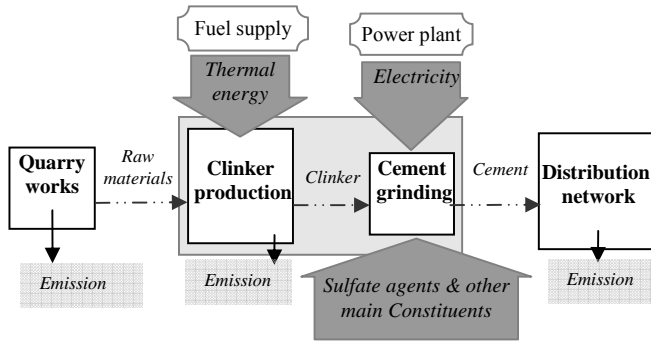 Fuel supply
Power plant
Thermal
energy
Electricity
Quarry
works
Raw
materials
Clinker
production
Clinker
Cement
grinding
Cement
Distribution
network
Emission
Emission
Sulfate agents & other
main Constituents
Emission